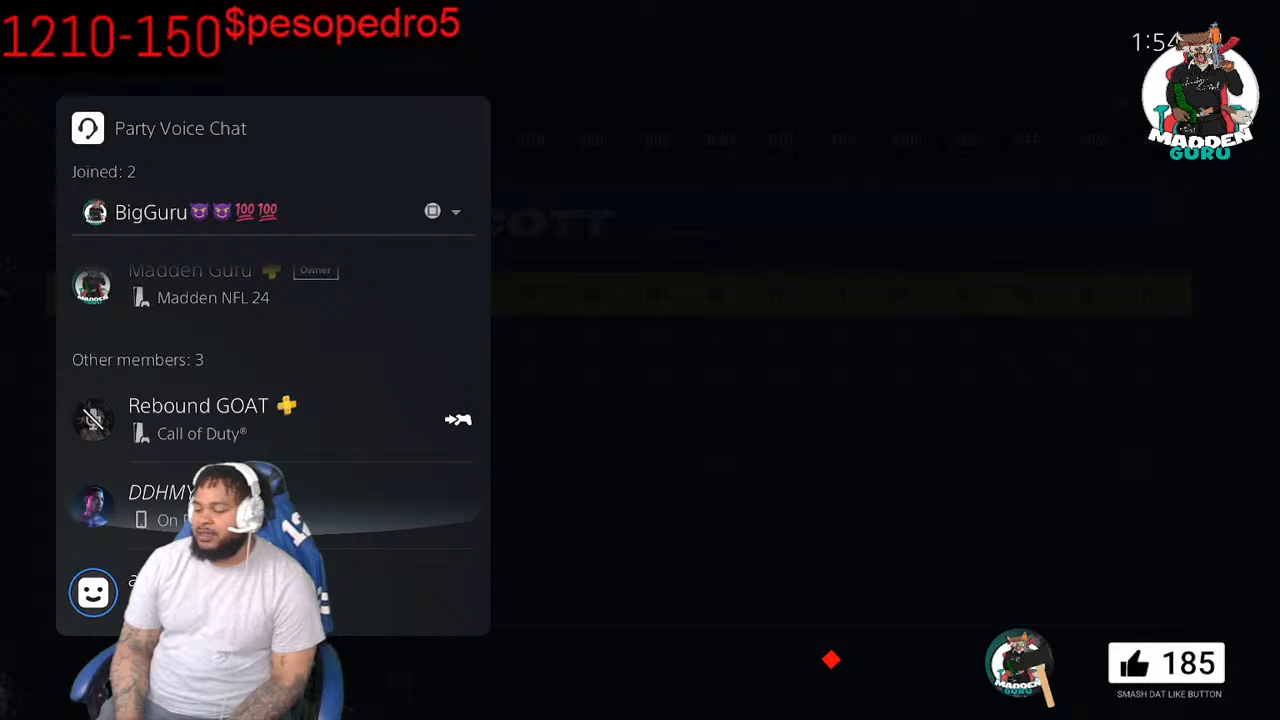 1210-150 $pesopedro5
1:54
MADDEN
GURU
Party Voice Chat
Joined: 2
BigGuru😈😈💯💯
Madden Guru Owner
Madden NFL 24
Other members: 3
Rebound GOAT
Call of Duty®
DDHMY
On
185
SMASH DAT LIKE BUTTON